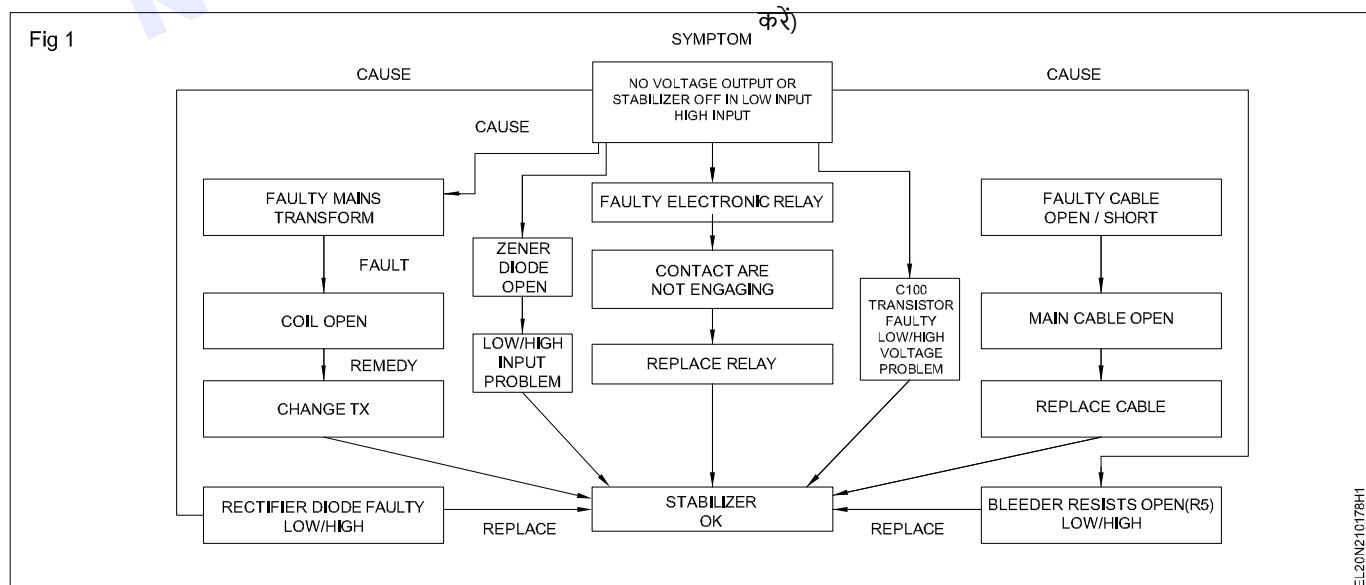 करें)
Fig 1
SYMPTOM
CAUSE
NO VOLTAGE OUTPUT OR
STABILIZER OFF IN LOW INPUT
HIGH INPUT
CAUSE
CAUSE
FAULTY MAINS
TRANSFORM
FAULT
COIL OPEN
REMEDY
CHANGE TX
ZENER
DIODE
OPEN
LOW/HIGH
INPUT
PROBLEM
FAULTY ELECTRONIC RELAY
CONTACT ARE
NOT ENGAGING
REPLACE RELAY
C100
TRANSISTOR
FAULTY
LOW/HIGH
VOLTAGE
PROBLEM
FAULTY CABLE
OPEN / SHORT
MAIN CABLE OPEN
REPLACE CABLE
RECTIFIER DIODE FAULTY
LOW/HIGH
REPLACE
STABILIZER
OK
REPLACE
BLEEDER RESISTS OPEN(R5)
LOW/HIGH
EL20N210178H1